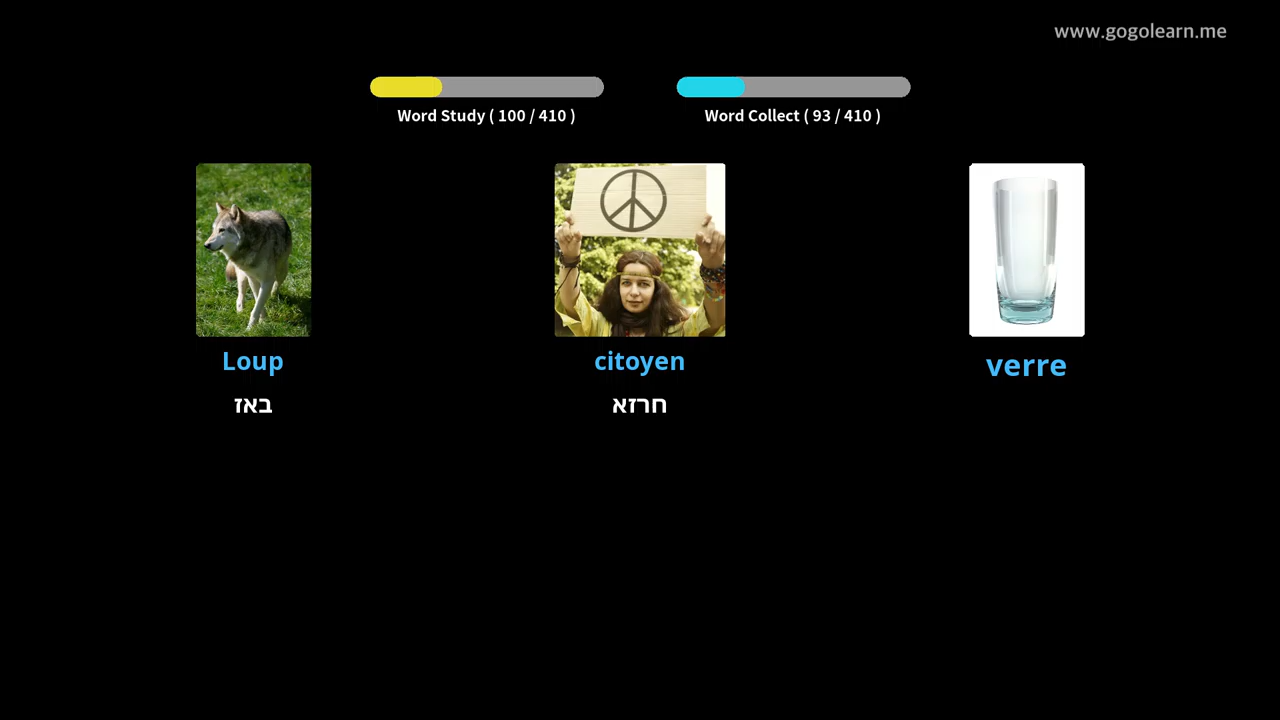 www.gogolearn.me
Word Study ( 100 / 410 )
Word Collect ( 93 / 410 )
Loup
באז
citoyen
חרזא
verre